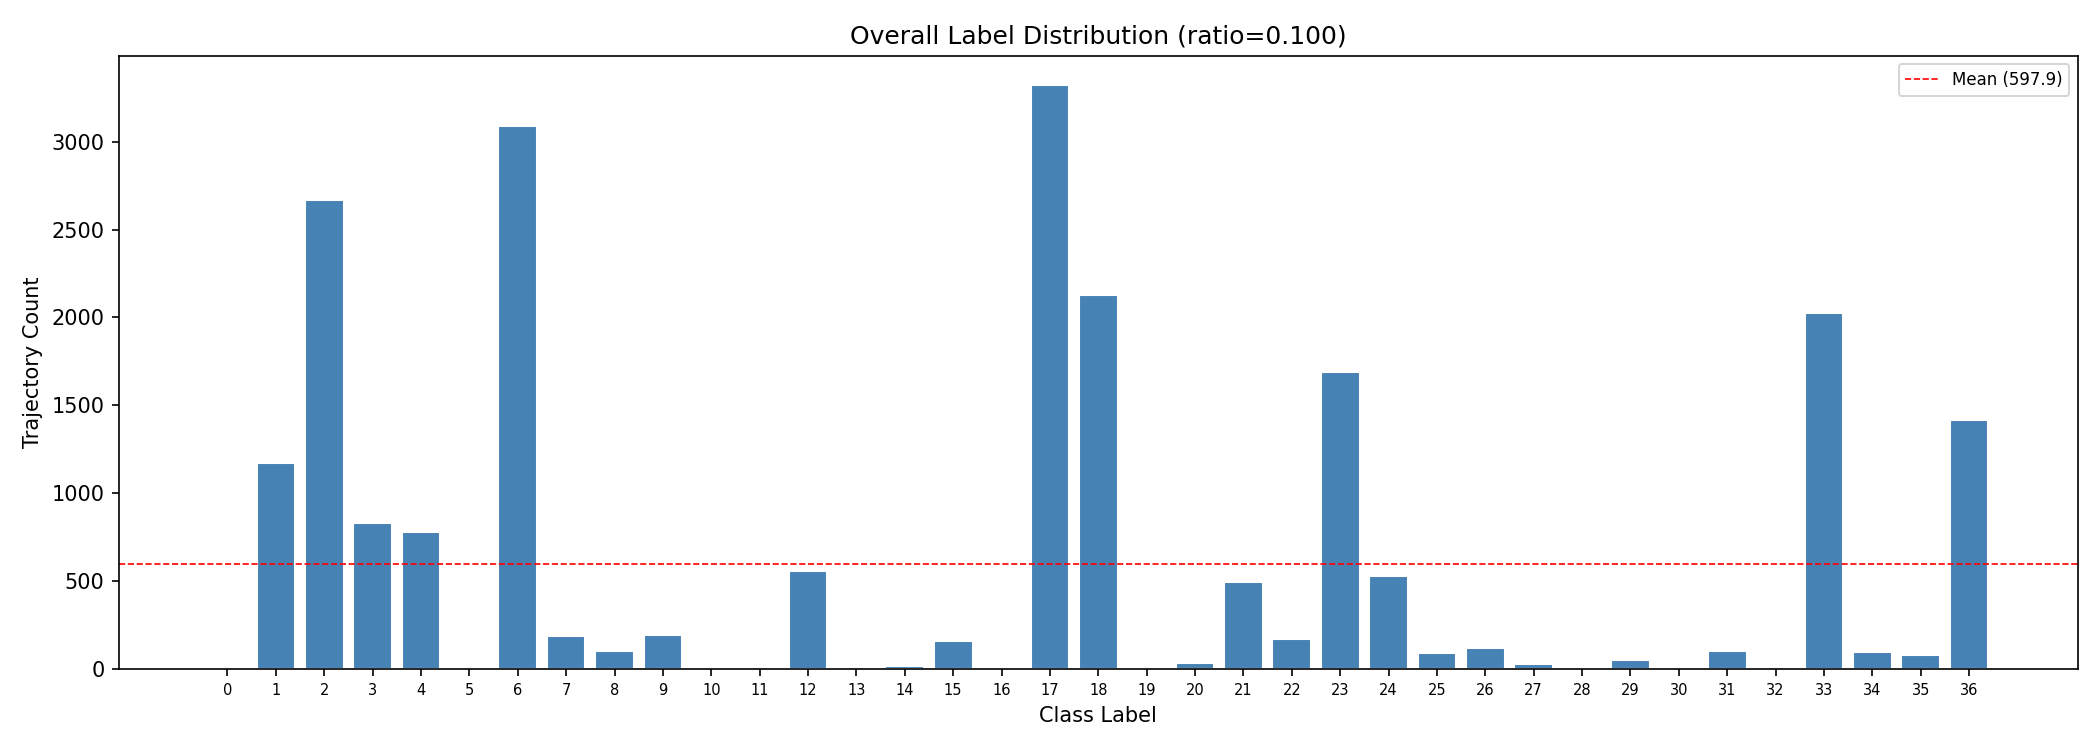 Overall Label Distribution (ratio=0.100)
Mean (597.9)
Trajectory Count
3000
2500
2000
1500
1000
500
0
0 1 2 3 4 5 6 7 8 9 10 11 12 13 14 15 16 17 18 19 20 21 22 23 24 25 26 27 28 29 30 31 32 33 34 35 36
Class Label